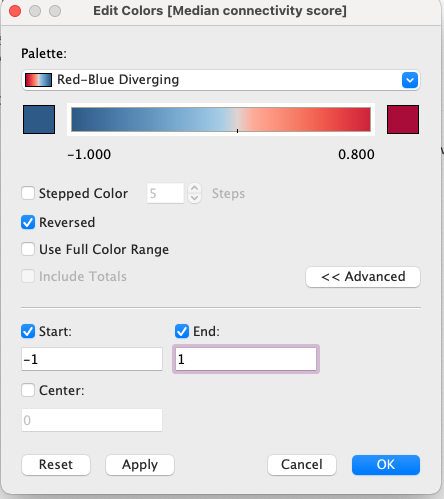 Edit Colors [Median connectivity score]
Palette:
Red-Blue Diverging
-1.000 0.800
Stepped Color 5 Steps
Reversed
Use Full Color Range
Include Totals << Advanced
Start: End:
-1 1
Center:
0
Reset Apply Cancel OK